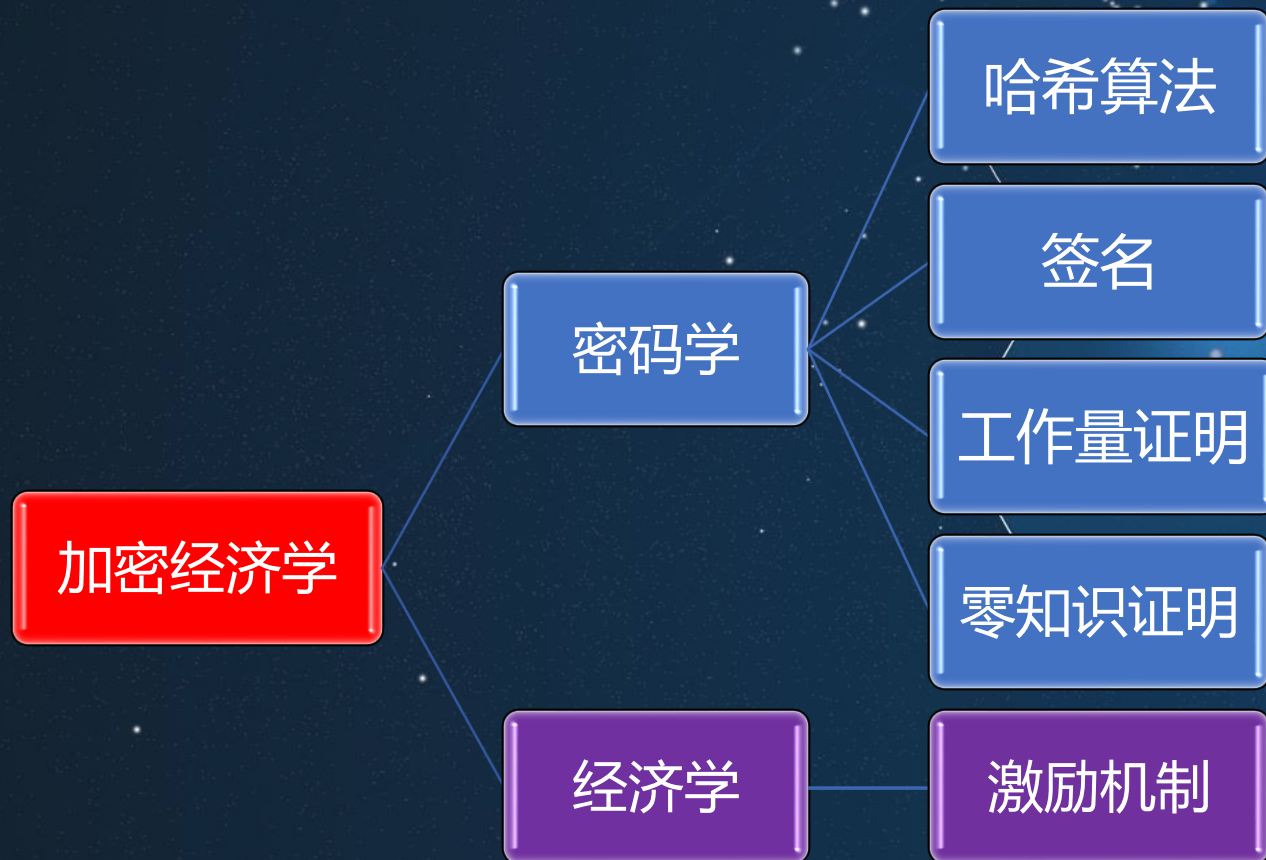 哈希算法
签名
密码学
工作量证明
加密经济学
零知识证明
经济学
激励机制